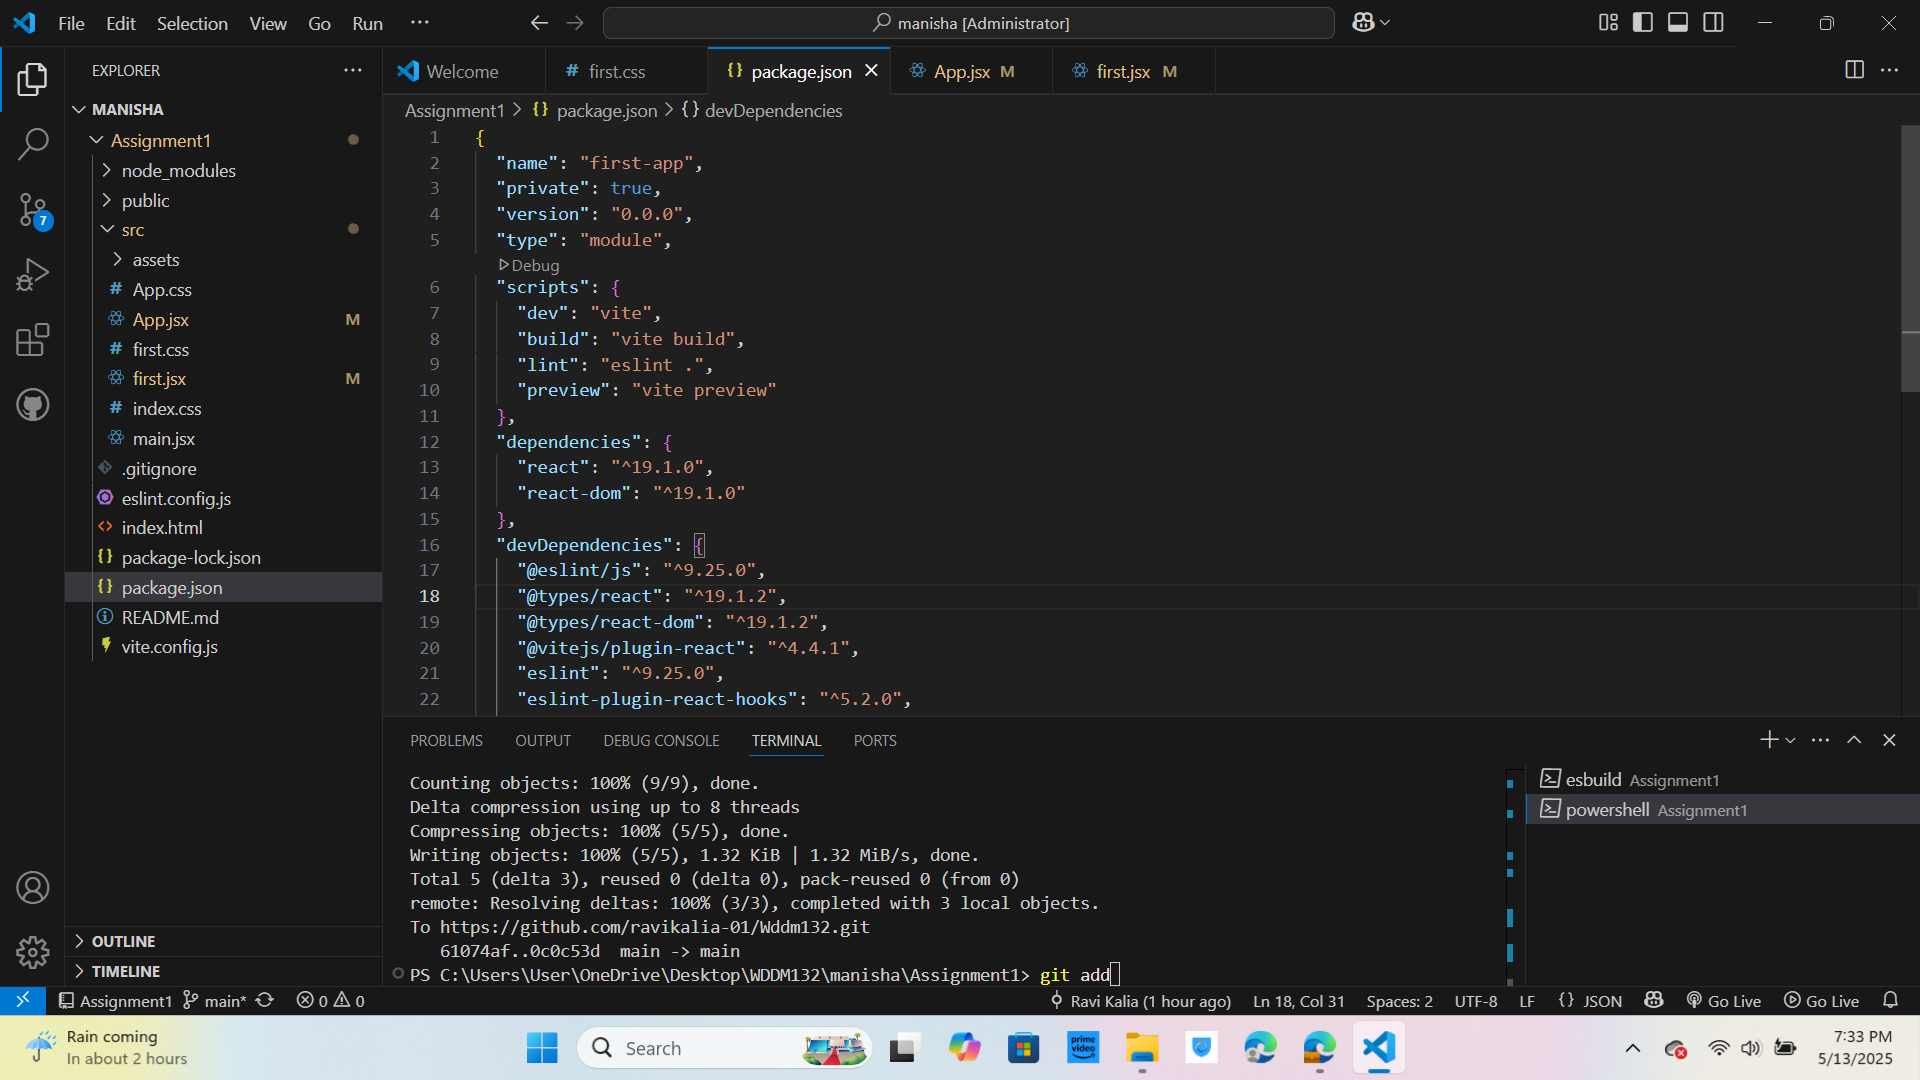 File Edit Selection View Go Run ···
manisha [Administrator]
EXPLORER
MANISHA
Assignment1
node_modules
public
src
assets
# App.css
App.jsx M
# first.css
first.jsx M
# index.css
main.jsx
.gitignore
eslint.config.js
<> index.html
{} package-lock.json
{} package.json
README.md
vite.config.js
OUTLINE
TIMELINE
7
Welcome
# first.css
{} package.json
App.jsx M
first.jsx M
Assignment1 > {} package.json > {} devDependencies
1 {
2 "name": "first-app",
3 "private": true,
4 "version": "0.0.0",
5 "type": "module",
Debug
6 "scripts": {
7 "dev": "vite",
8 "build": "vite build",
9 "lint": "eslint .",
10 "preview": "vite preview"
11 },
12 "dependencies": {
13 "react": "^19.1.0",
14 "react-dom": "^19.1.0"
15 },
16 "devDependencies": {
17 "@eslint/js": "^9.25.0",
18 "@types/react": "^19.1.2",
19 "@types/react-dom": "^19.1.2",
20 "@vitejs/plugin-react": "^4.4.1",
21 "eslint": "^9.25.0",
22 "eslint-plugin-react-hooks": "^5.2.0",
PROBLEMS OUTPUT DEBUG CONSOLE TERMINAL PORTS
Counting objects: 100% (9/9), done.
Delta compression using up to 8 threads
Compressing objects: 100% (5/5), done.
Writing objects: 100% (5/5), 1.32 KiB | 1.32 MiB/s, done.
Total 5 (delta 3), reused 0 (delta 0), pack-reused 0 (from 0)
remote: Resolving deltas: 100% (3/3), completed with 3 local objects.
To https://github.com/ravikalia-01/Wddm132.git
61074af..0c0c53d main -> main
PS C:\Users\User\OneDrive\Desktop\WDDM132\manisha\Assignment1> git add
esbuild Assignment1
powershell Assignment1
Assignment1 main* 0 0 Ravi Kalia (1 hour ago) Ln 18, Col 31 Spaces: 2 UTF-8 LF {} JSON Go Live Go Live
Rain coming
In about 2 hours
Search
prime video
7:33 PM
5/13/2025